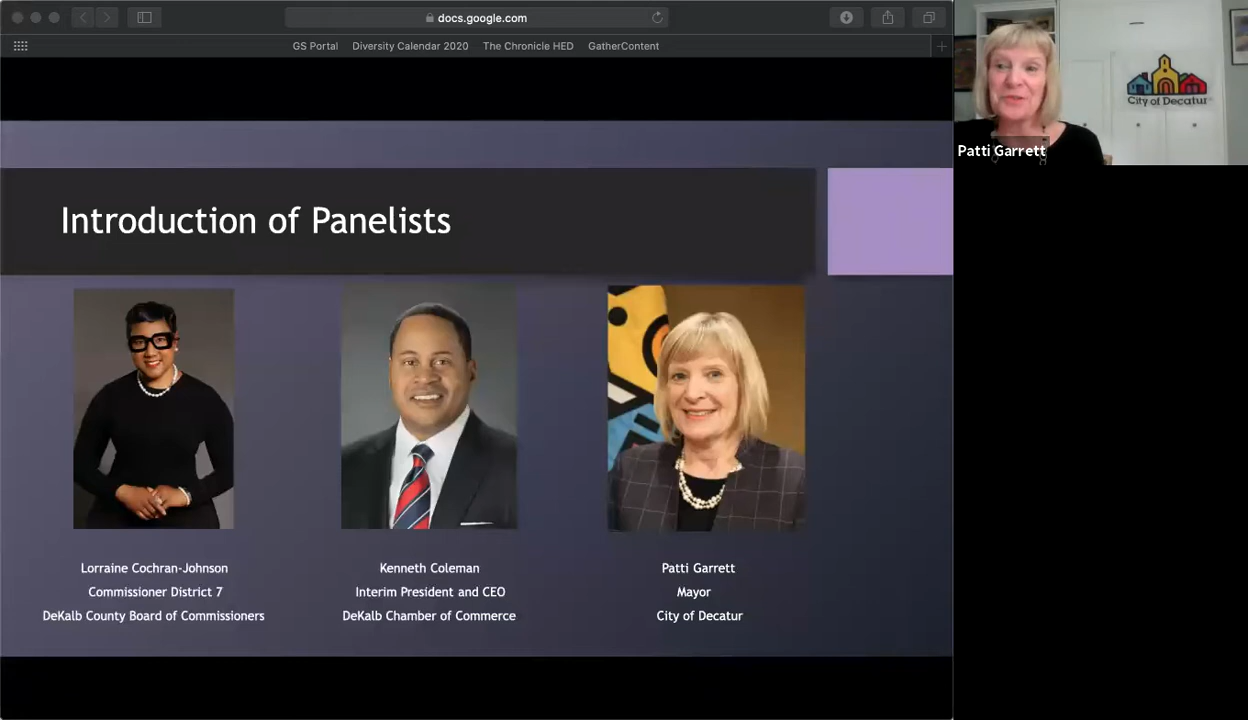 docs.google.com
GS Portal
Diversity Calendar 2020
The Chronicle HED
GatherContent
City of Decatur
Patti Garrett
Introduction of Panelists
Lorraine Cochran-Johnson
Commissioner District 7
DeKalb County Board of Commissioners
Kenneth Coleman
Interim President and CEO
DeKalb Chamber of Commerce
Patti Garrett
Mayor
City of Decatur